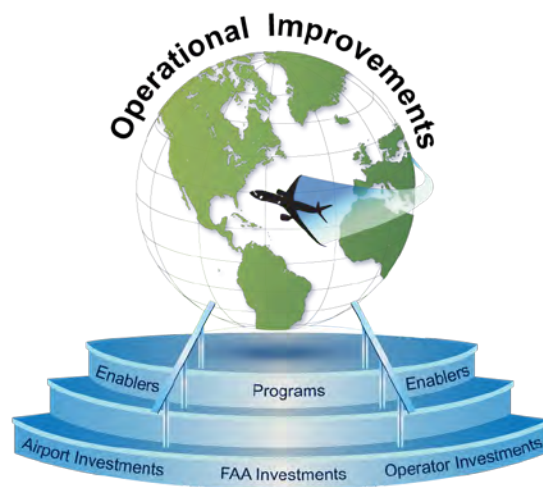 Operational Improvements
Enablers Programs Enablers
Airport Investments FAA Investments Operator Investments